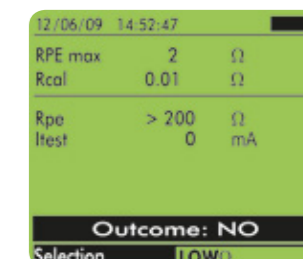 12/06/09 14:52:47
RPE max 2 Ω
Rcal 0.01 Ω
Rpe > 200 Ω
Itest 0 mA
Outcome: NO
Selection LOWΩ